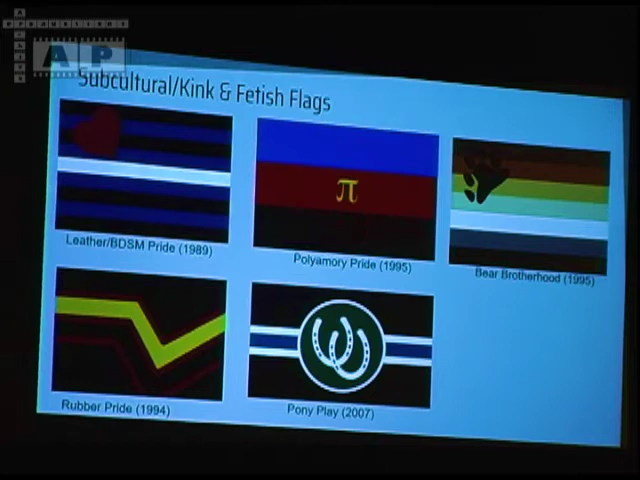 AP
Subcultural/Kink & Fetish Flags
π
Leather/BDSM Pride (1989)
Polyamory Pride (1995)
Bear Brotherhood (1995)
Rubber Pride (1994)
Pony Play (2007)